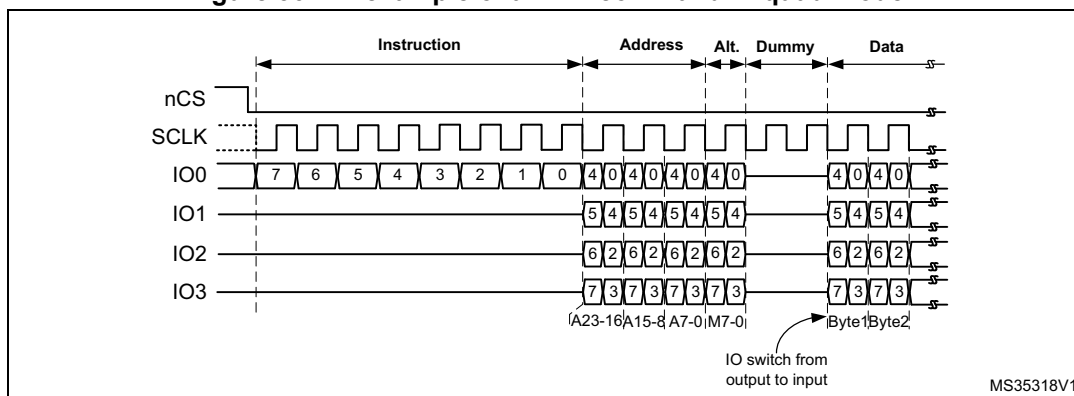 Instruction Address Alt. Dummy Data
nCS
SCLK
IO0 7 6 5 4 3 2 1 0 4 0 4 0 4 0 4 0 4 0 4 0
IO1 5 4 5 4 5 4 5 4 5 4 5 4
IO2 6 2 6 2 6 2 6 2 6 2 6 2
IO3 7 3 7 3 7 3 7 3 7 3 7 3
A23-16 A15-8 A7-0 M7-0 Byte1 Byte2
IO switch from
output to input
MS35318V1